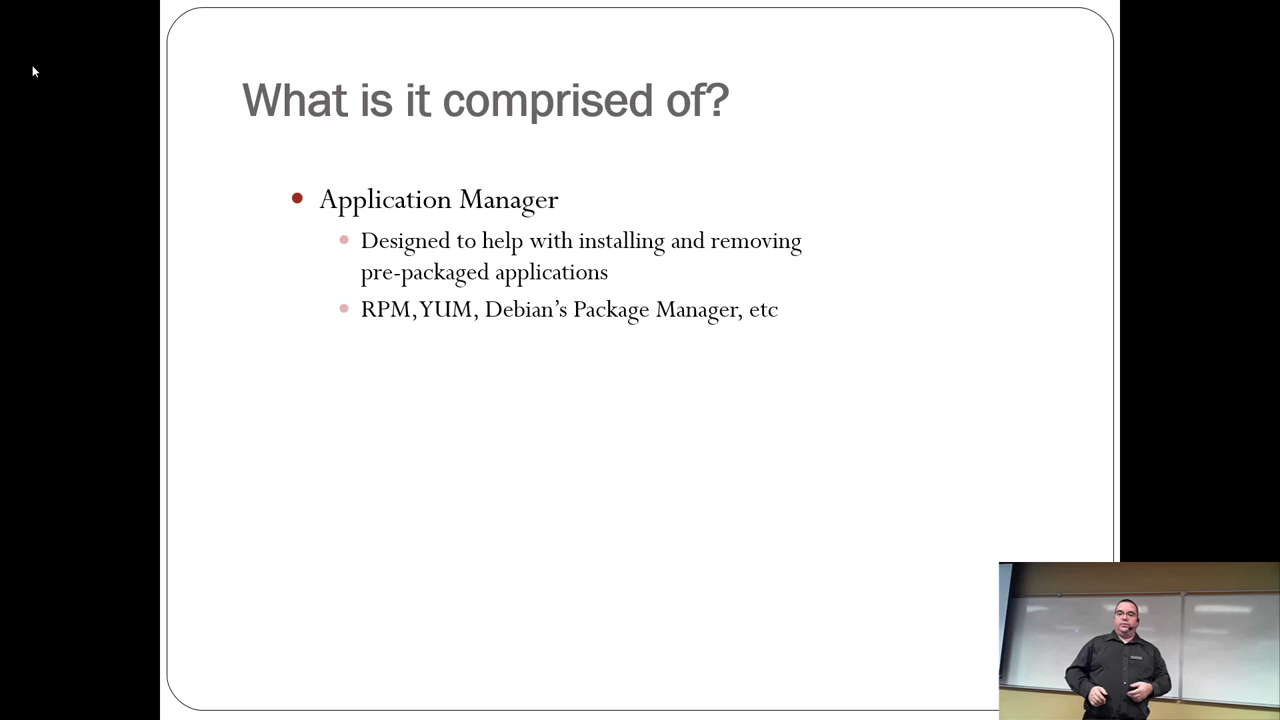 What is it comprised of?
Application Manager
Designed to help with installing and removing
pre-packaged applications
RPM, YUM, Debian's Package Manager, etc